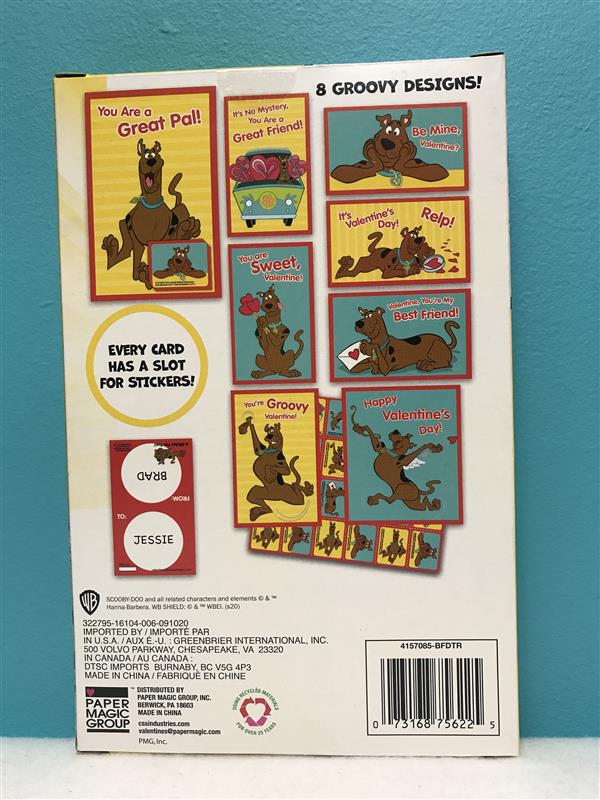 8 GROOVY DESIGNS!
You Are a
Great Pal!
It's No Mystery,
You Are a
Great Friend!
Be Mine,
Valentine?
It's
Valentine's
Day!
Relp!
You are
Sweet,
Valentine!
Valentine, You're My
Best Friend!
EVERY CARD
HAS A SLOT
FOR STICKERS!
You're Groovy
Valentine!
Happy
Valentine's
Day!
BRAD
FROM:
TO:
JESSIE
WB
SCOOBY-DOO and all related characters and elements © & ™
Hanna-Barbera. WB SHIELD: © & ™ WBEI. (s20)
322795-16104-006-091020
IMPORTED BY / IMPORTÉ PAR
IN U.S.A. / AUX É.-U. : GREENBRIER INTERNATIONAL, INC.
500 VOLVO PARKWAY, CHESAPEAKE, VA 23320
IN CANADA / AU CANADA :
DTSC IMPORTS BURNABY, BC V5G 4P3
MADE IN CHINA / FABRIQUÉ EN CHINE
PAPER
MAGIC
GROUP
™ DISTRIBUTED BY
PAPER MAGIC GROUP, INC.
BERWICK, PA 18603
MADE IN CHINA
cssindustries.com
valentines@papermagic.com
PMG, Inc.
USING RECYCLED MATERIALS
FOR OVER 25 YEARS
4157085-BFDTR
0 73168 75622 5